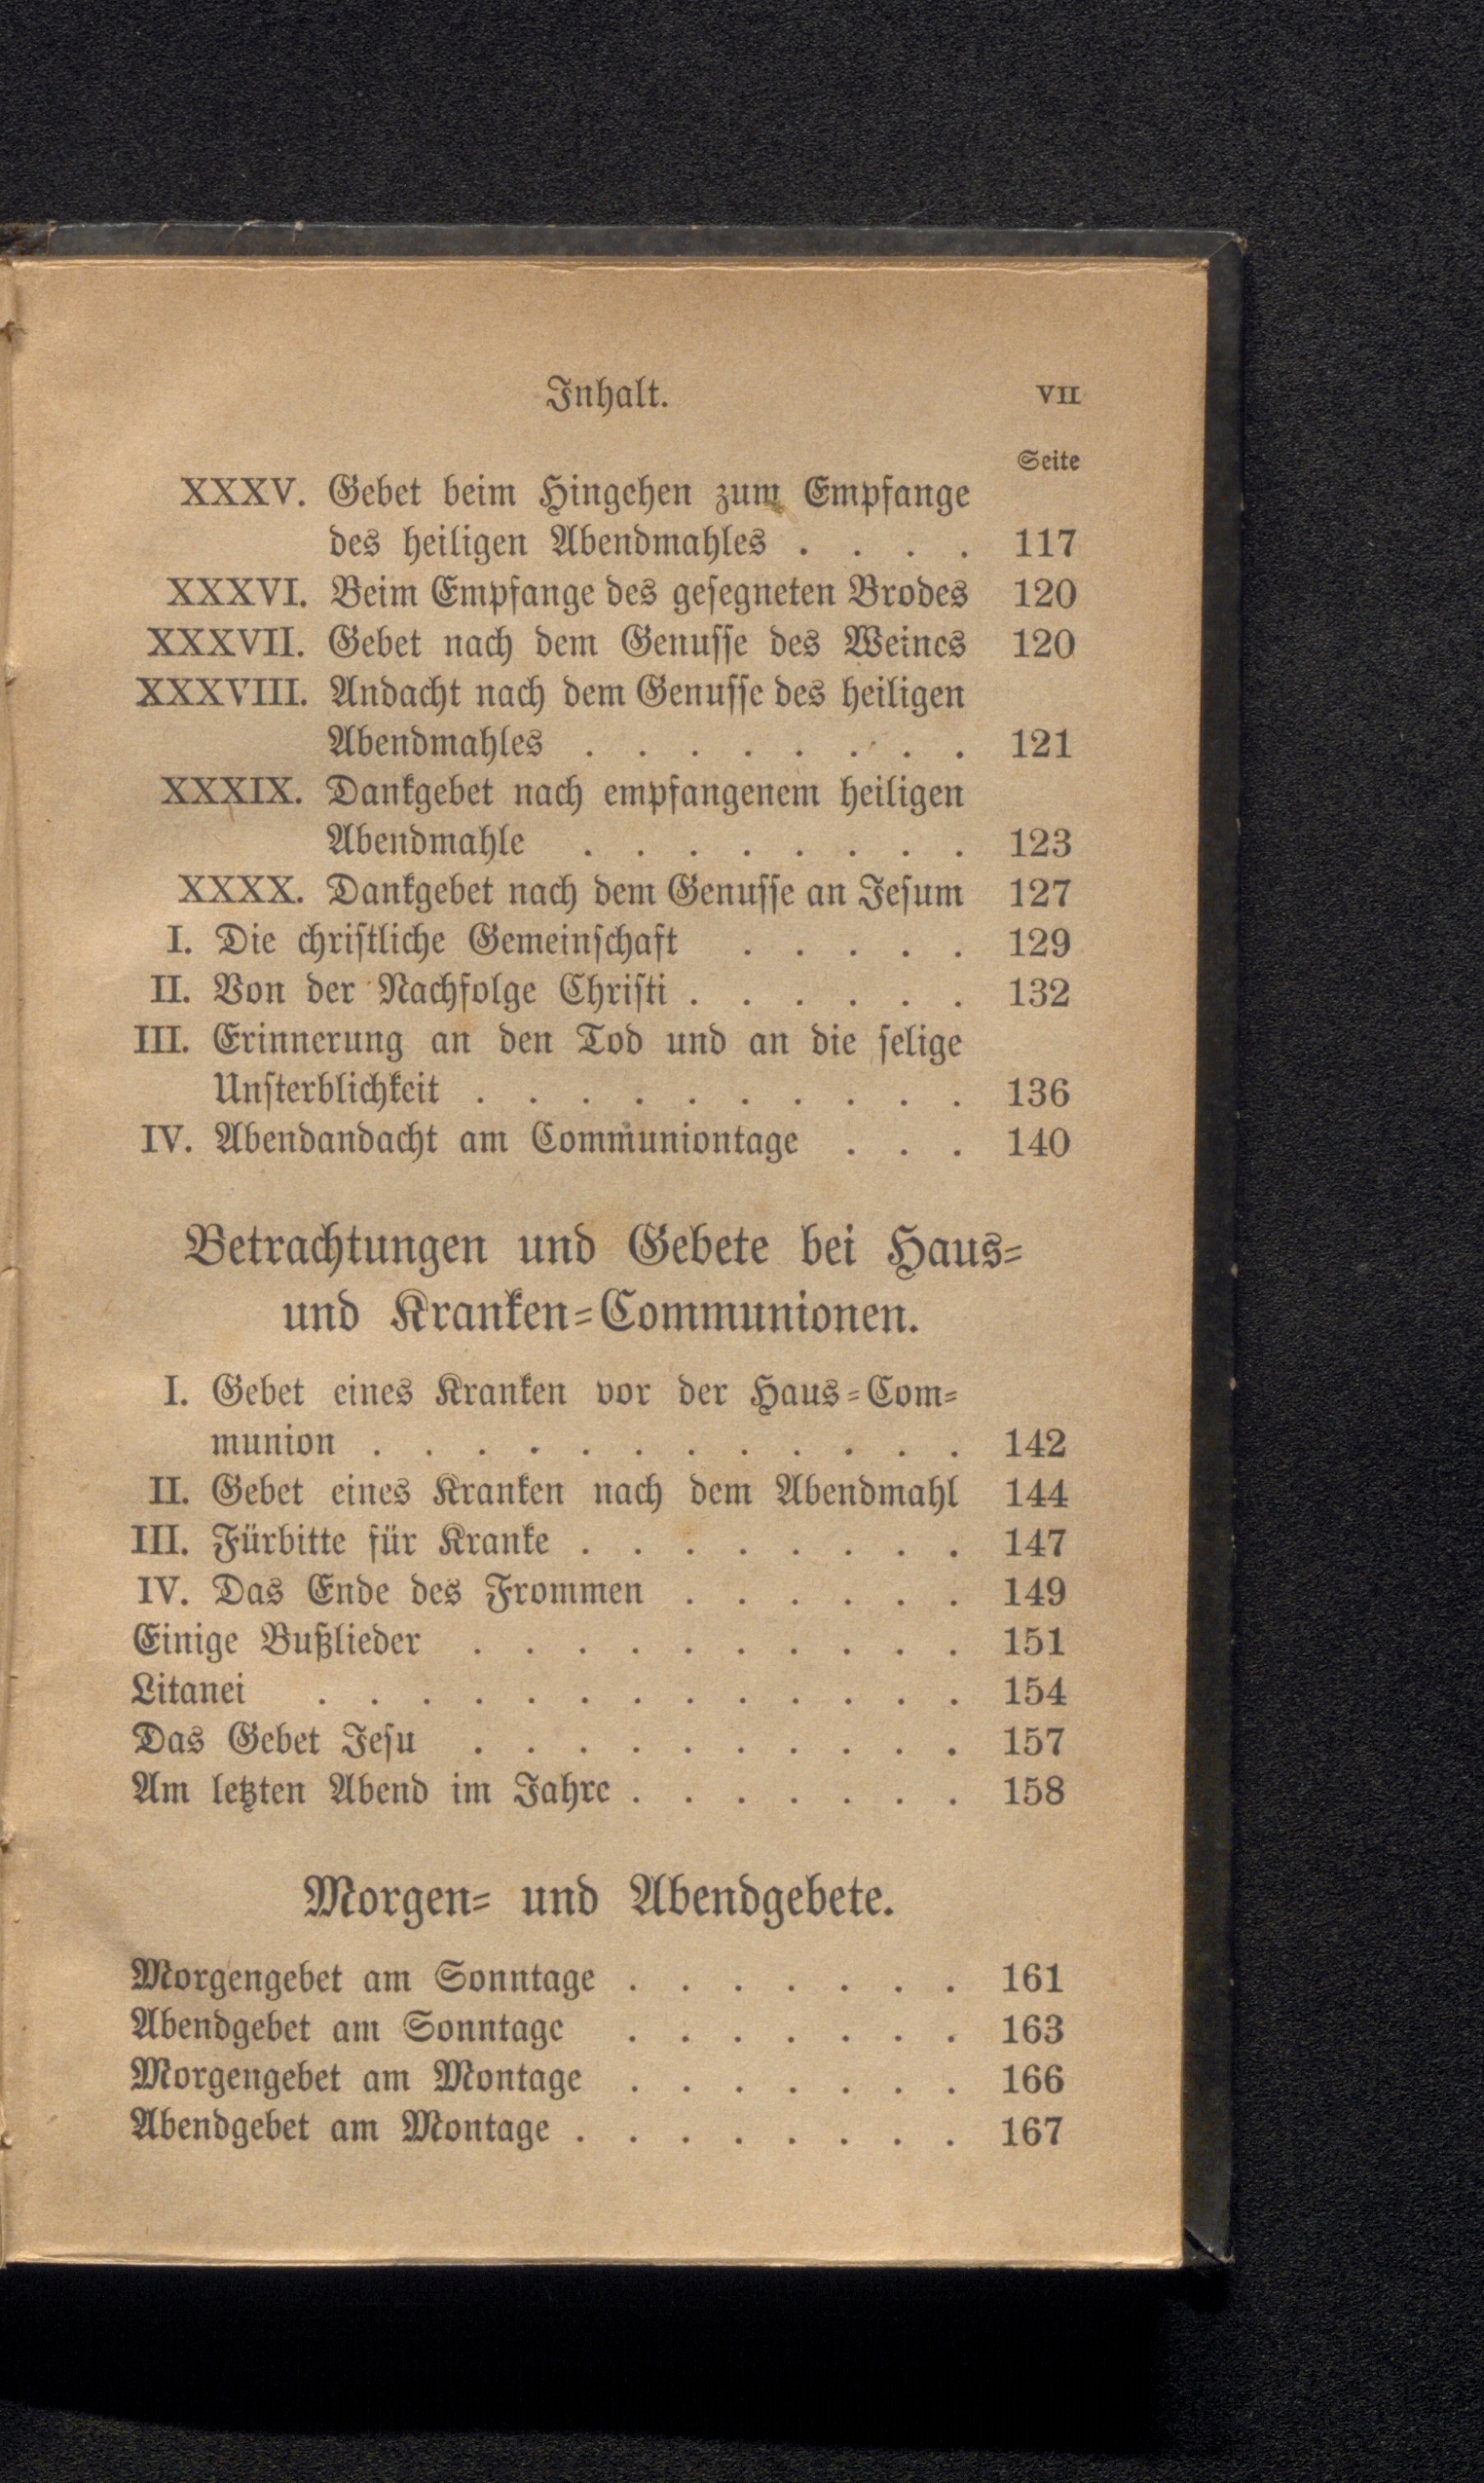 Inhalt. VII
Seite
XXXV. Gebet beim Hingehen zum Empfange
des heiligen Abendmahles . . . . 117
XXXVI. Beim Empfange des gesegneten Brodes 120
XXXVII. Gebet nach dem Genusse des Weines 120
XXXVIII. Andacht nach dem Genusse des heiligen
Abendmahles . . . . . . . . 121
XXXIX. Dankgebet nach empfangenem heiligen
Abendmahle . . . . . . . . 123
XXXX. Dankgebet nach dem Genusse an Jesum 127
I. Die christliche Gemeinschaft . . . . . 129
II. Von der Nachfolge Christi . . . . . . 132
III. Erinnerung an den Tod und an die selige
Unsterblichkeit . . . . . . . . . . 136
IV. Abendandacht am Communiontage . . . 140
Betrachtungen und Gebete bei Haus-
und Kranken-Communionen.
I. Gebet eines Kranken vor der Haus-Com-
munion . . . . . . . . . . . . 142
II. Gebet eines Kranken nach dem Abendmahl 144
III. Fürbitte für Kranke . . . . . . . . 147
IV. Das Ende des Frommen . . . . . . 149
Einige Bußlieder . . . . . . . . . . 151
Litanei . . . . . . . . . . . . . 154
Das Gebet Jesu . . . . . . . . . . 157
Am letzten Abend im Jahre . . . . . . . 158
Morgen- und Abendgebete.
Morgengebet am Sonntage . . . . . . . 161
Abendgebet am Sonntage . . . . . . . 163
Morgengebet am Montage . . . . . . . 166
Abendgebet am Montage . . . . . . . . 167